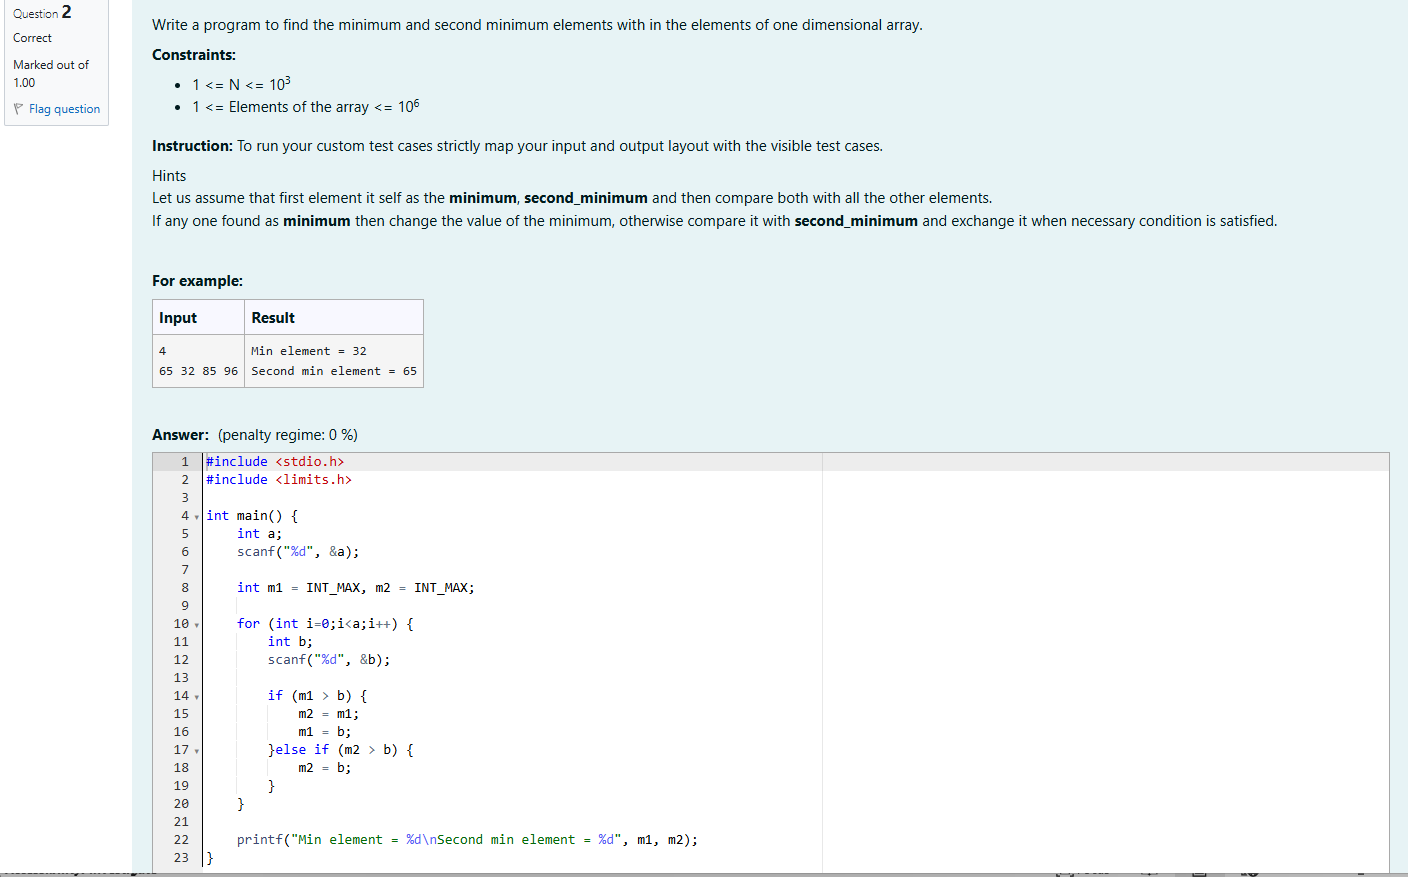 Question 2
Correct
Marked out of
1.00
Flag question
Write a program to find the minimum and second minimum elements with in the elements of one dimensional array.
Constraints:
• 1 <= N <= 10³
• 1 <= Elements of the array <= 10⁶
Instruction: To run your custom test cases strictly map your input and output layout with the visible test cases.
Hints
Let us assume that first element it self as the minimum, second_minimum and then compare both with all the other elements.
If any one found as minimum then change the value of the minimum, otherwise compare it with second_minimum and exchange it when necessary condition is satisfied.
For example:
Input Result
4 Min element = 32
65 32 85 96 Second min element = 65
Answer: (penalty regime: 0 %)
1 #include <stdio.h>
2 #include <limits.h>
3
4 int main() {
5     int a;
6     scanf("%d", &a);
7
8     int m1 = INT_MAX, m2 = INT_MAX;
9
10     for (int i=0;i<a;i++) {
11         int b;
12         scanf("%d", &b);
13
14         if (m1 > b) {
15             m2 = m1;
16             m1 = b;
17         }else if (m2 > b) {
18             m2 = b;
19         }
20     }
21
22     printf("Min element = %d\nSecond min element = %d", m1, m2);
23 }